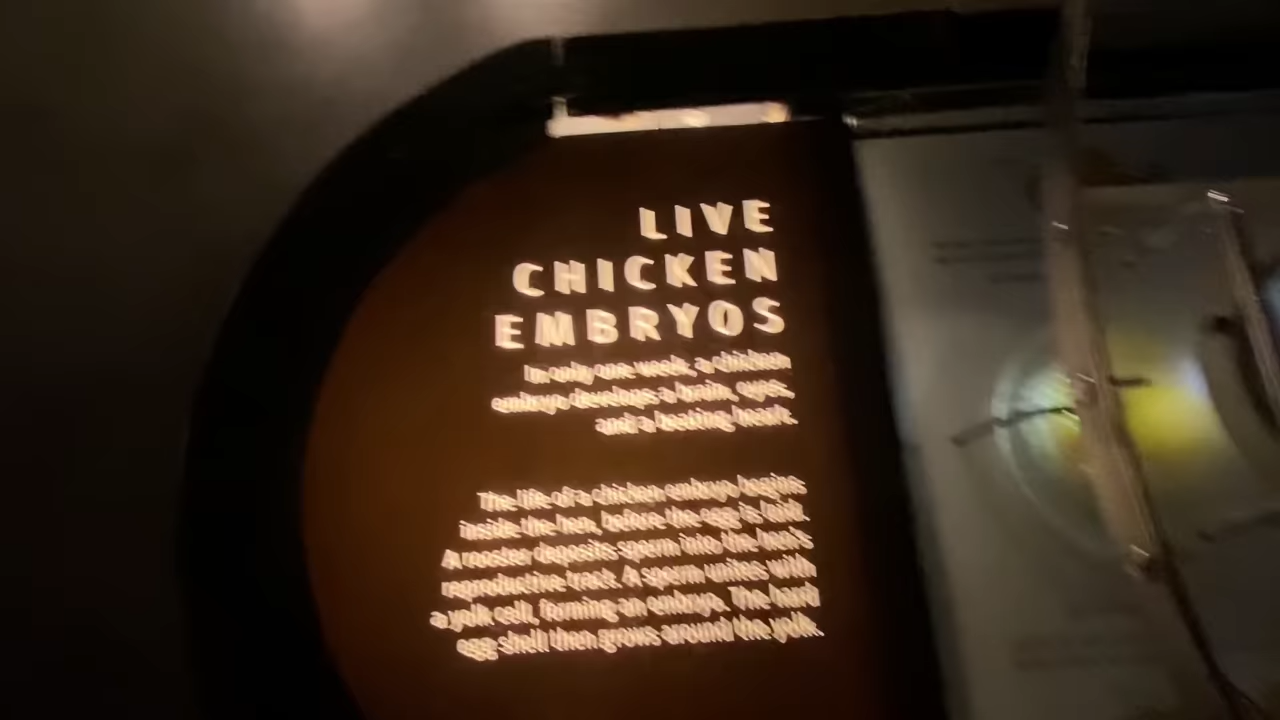 LIVE
CHICKEN
EMBRYOS
In only one week, a chicken
embryo develops a brain, eyes,
and a beating heart.
The life of a chicken embryo begins
inside the hen, before the egg is laid.
A rooster deposits sperm into the hen's
reproductive tract. A sperm unites with
a yolk cell, forming an embryo. The hard
egg shell then grows around the yolk.